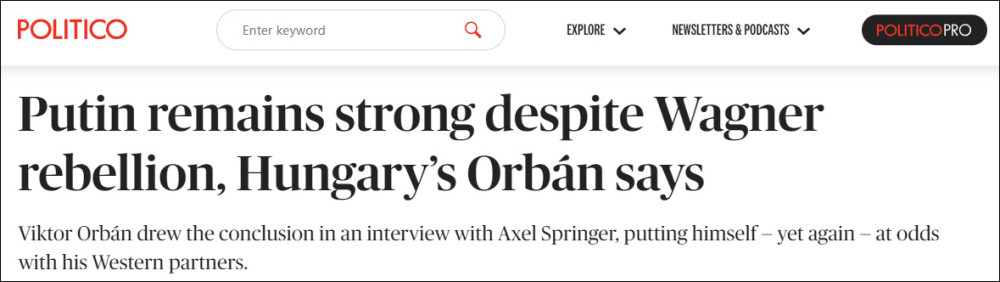 POLITICO
Enter keyword
EXPLORE
NEWSLETTERS & PODCASTS
POLITICOPRO
Putin remains strong despite Wagner
rebellion, Hungary’s Orbán says
Viktor Orbán drew the conclusion in an interview with Axel Springer, putting himself – yet again – at odds
with his Western partners.